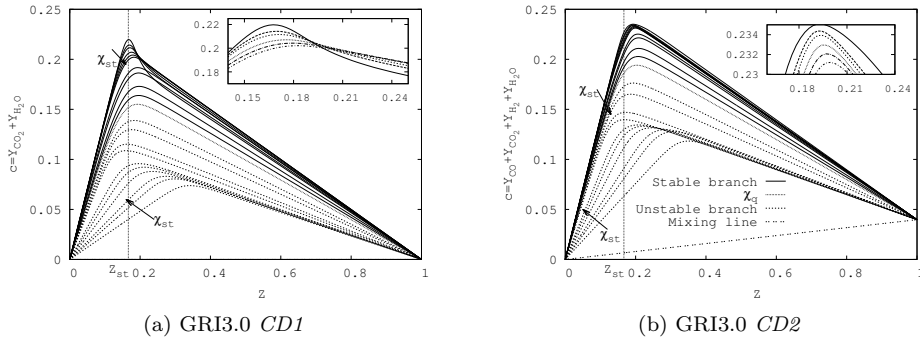 0.25
0.2
0.15
0.1
0.05
0
c=Y_CO2+Y_H2O
χ_st
χ_st
0.22
0.2
0.18
0.15 0.18 0.21 0.24
0 Z_st 0.2 0.4 0.6 0.8 1
Z
(a) GRI3.0 CD1
0.25
0.2
0.15
0.1
0.05
0
c=Y_CO+Y_CO2+Y_H2+Y_H2O
χ_st
χ_st
0.234
0.232
0.230
0.18 0.21 0.24
Stable branch
χ_q
Unstable branch
Mixing line
0 Z_st 0.2 0.4 0.6 0.8 1
Z
(b) GRI3.0 CD2